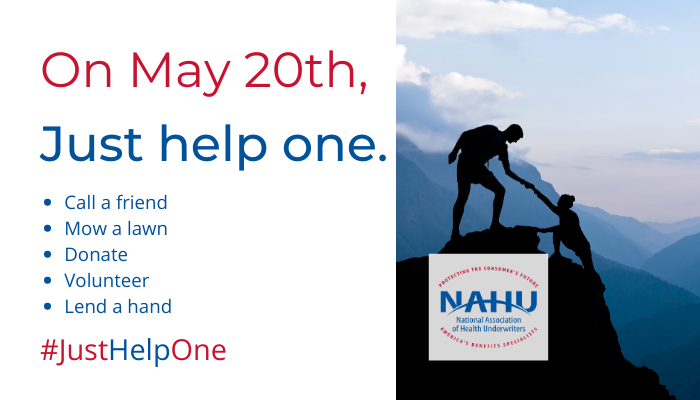 On May 20th,
Just help one.
• Call a friend
• Mow a lawn
• Donate
• Volunteer
• Lend a hand
#JustHelpOne
PROTECTING THE CONSUMER'S FUTURE
NAHU
National Association
of Health Underwriters
AMERICA'S BENEFITS SPECIALISTS